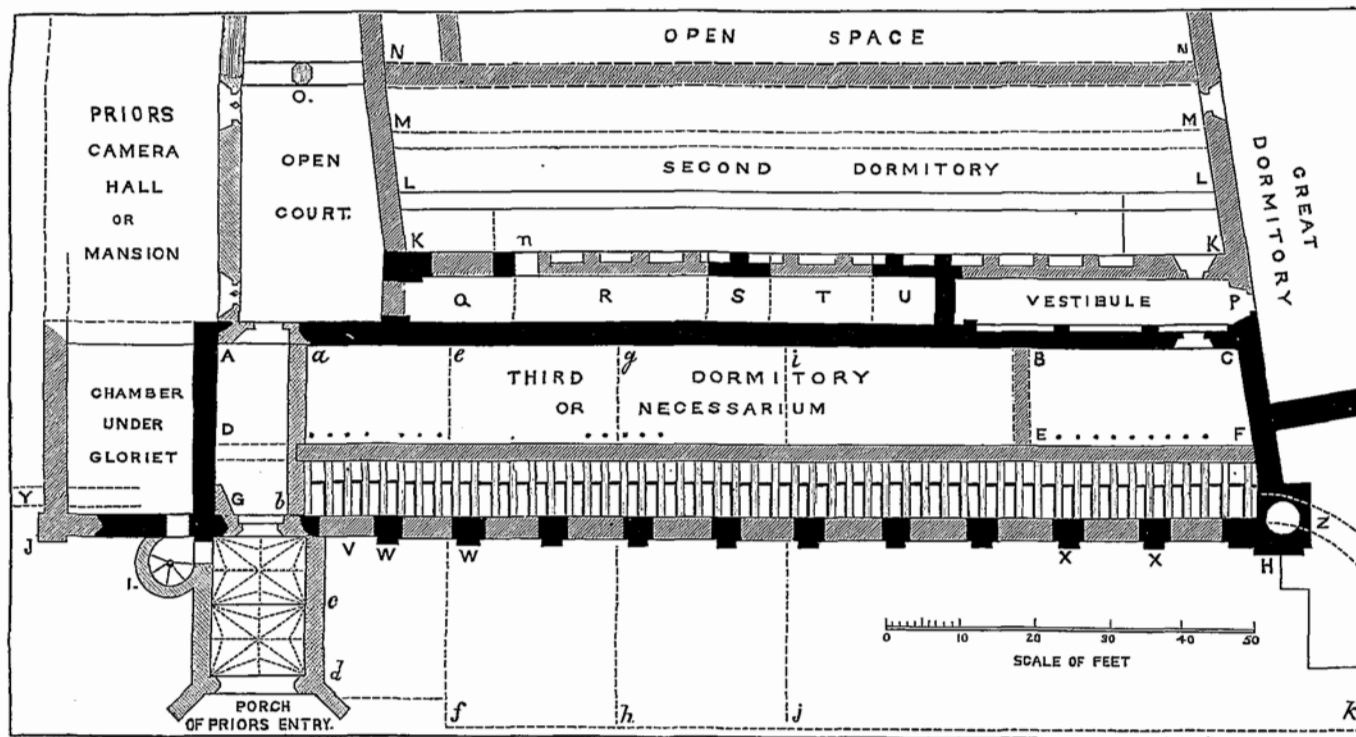 OPEN SPACE
N N
O.
PRIORS
CAMERA
HALL
OR
MANSION
OPEN
COURT.
M M
SECOND DORMITORY
L L
GREAT
DORMITORY
K n K
Q R S T U VESTIBULE P
A a e g i B C
THIRD DORMITORY
OR NECESSARIUM
CHAMBER
UNDER
GLORIET
D E F
Y G b Z
J V W W X X H
I. c
0 10 20 30 40 50
SCALE OF FEET
d
PORCH
OF PRIORS ENTRY.
f h j k